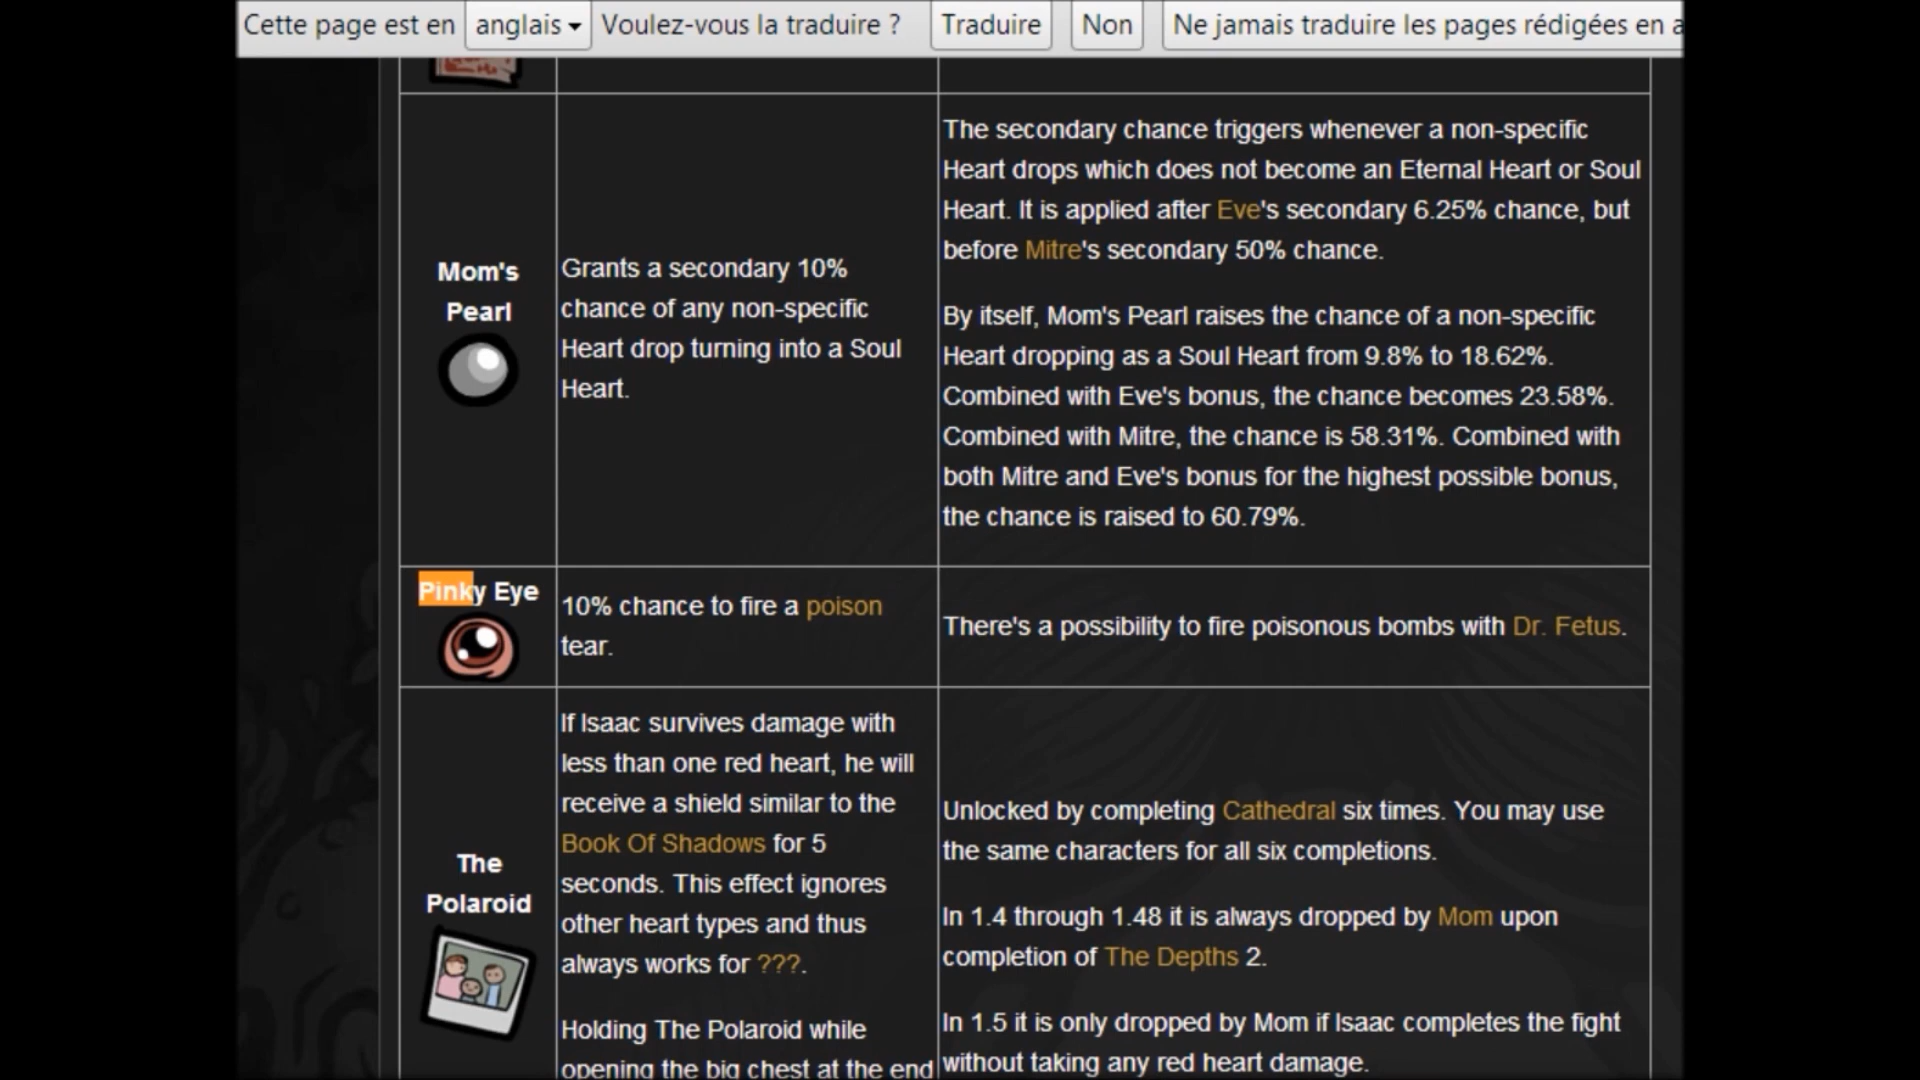 Cette page est en anglais Voulez-vous la traduire ? Traduire Non Ne jamais traduire les pages rédigées en a
Mom's
Pearl
Grants a secondary 10%
chance of any non-specific
Heart drop turning into a Soul
Heart.
The secondary chance triggers whenever a non-specific
Heart drops which does not become an Eternal Heart or Soul
Heart. It is applied after Eve's secondary 6.25% chance, but
before Mitre's secondary 50% chance.
By itself, Mom's Pearl raises the chance of a non-specific
Heart dropping as a Soul Heart from 9.8% to 18.62%.
Combined with Eve's bonus, the chance becomes 23.58%.
Combined with Mitre, the chance is 58.31%. Combined with
both Mitre and Eve's bonus for the highest possible bonus,
the chance is raised to 60.79%.
Pinky Eye
10% chance to fire a poison
tear.
There's a possibility to fire poisonous bombs with Dr. Fetus.
The
Polaroid
If Isaac survives damage with
less than one red heart, he will
receive a shield similar to the
Book Of Shadows for 5
seconds. This effect ignores
other heart types and thus
always works for ???.
Holding The Polaroid while
opening the big chest at the end
Unlocked by completing Cathedral six times. You may use
the same characters for all six completions.
In 1.4 through 1.48 it is always dropped by Mom upon
completion of The Depths 2.
In 1.5 it is only dropped by Mom if Isaac completes the fight
without taking any red heart damage.